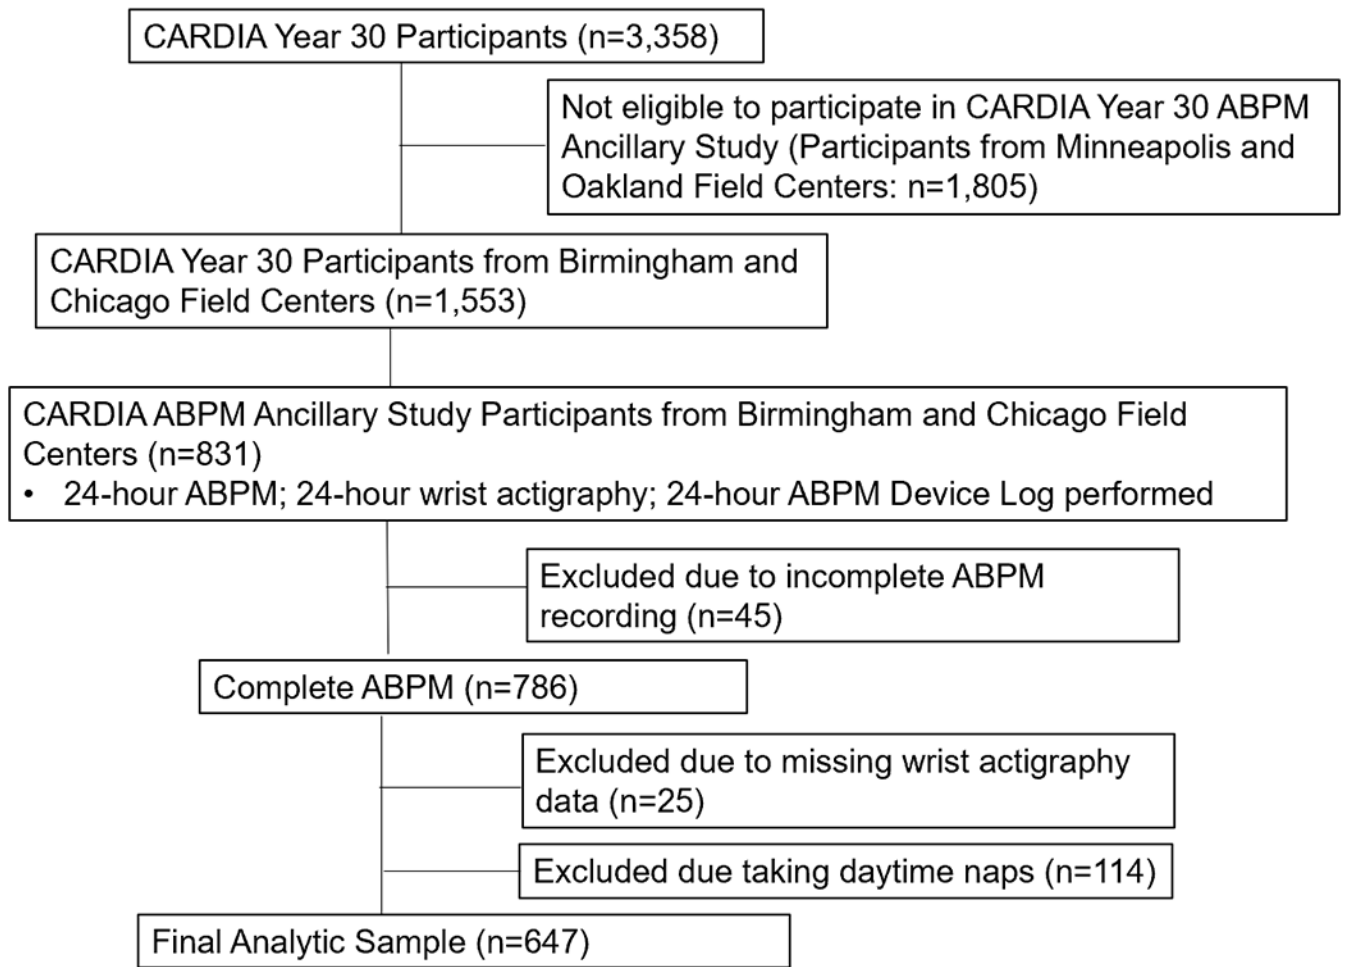 CARDIA Year 30 Participants (n=3,358)
Not eligible to participate in CARDIA Year 30 ABPM
Ancillary Study (Participants from Minneapolis and
Oakland Field Centers: n=1,805)
CARDIA Year 30 Participants from Birmingham and
Chicago Field Centers (n=1,553)
CARDIA ABPM Ancillary Study Participants from Birmingham and Chicago Field
Centers (n=831)
• 24-hour ABPM; 24-hour wrist actigraphy; 24-hour ABPM Device Log performed
Excluded due to incomplete ABPM
recording (n=45)
Complete ABPM (n=786)
Excluded due to missing wrist actigraphy
data (n=25)
Excluded due taking daytime naps (n=114)
Final Analytic Sample (n=647)